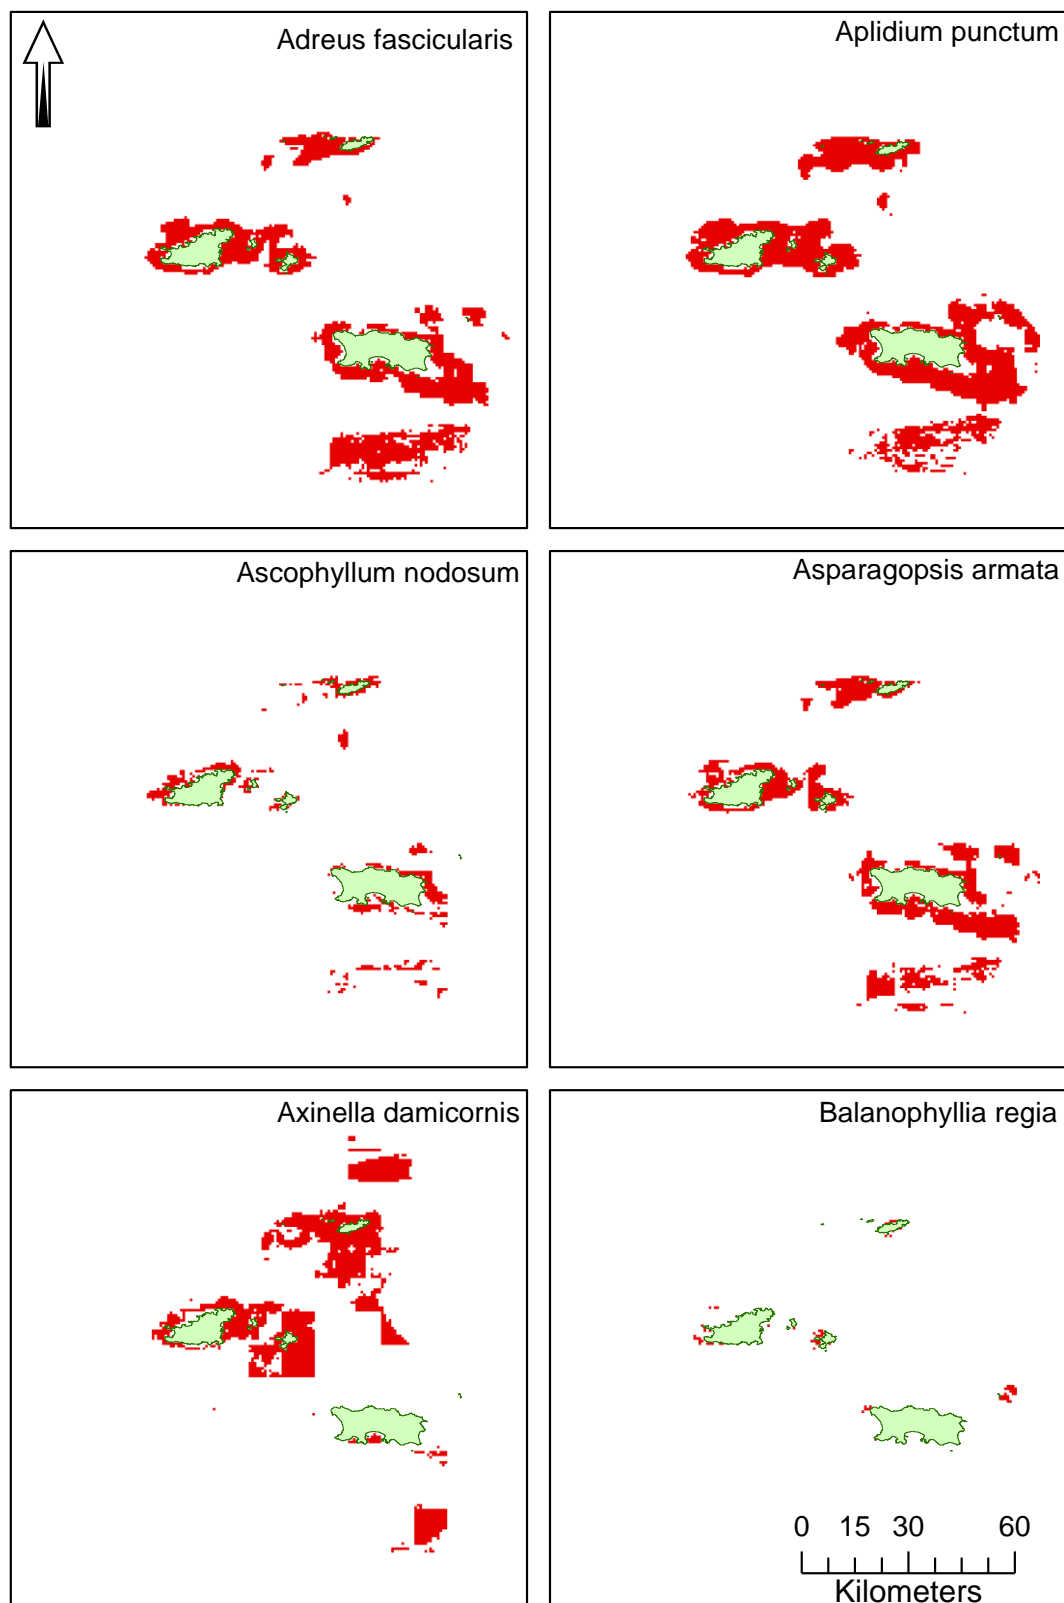 Adreus fascicularis
Aplidium punctum
Ascophyllum nodosum
Asparagopsis armata
Axinella damicornis
Balanophyllia regia
0 15 30 60
Kilometers